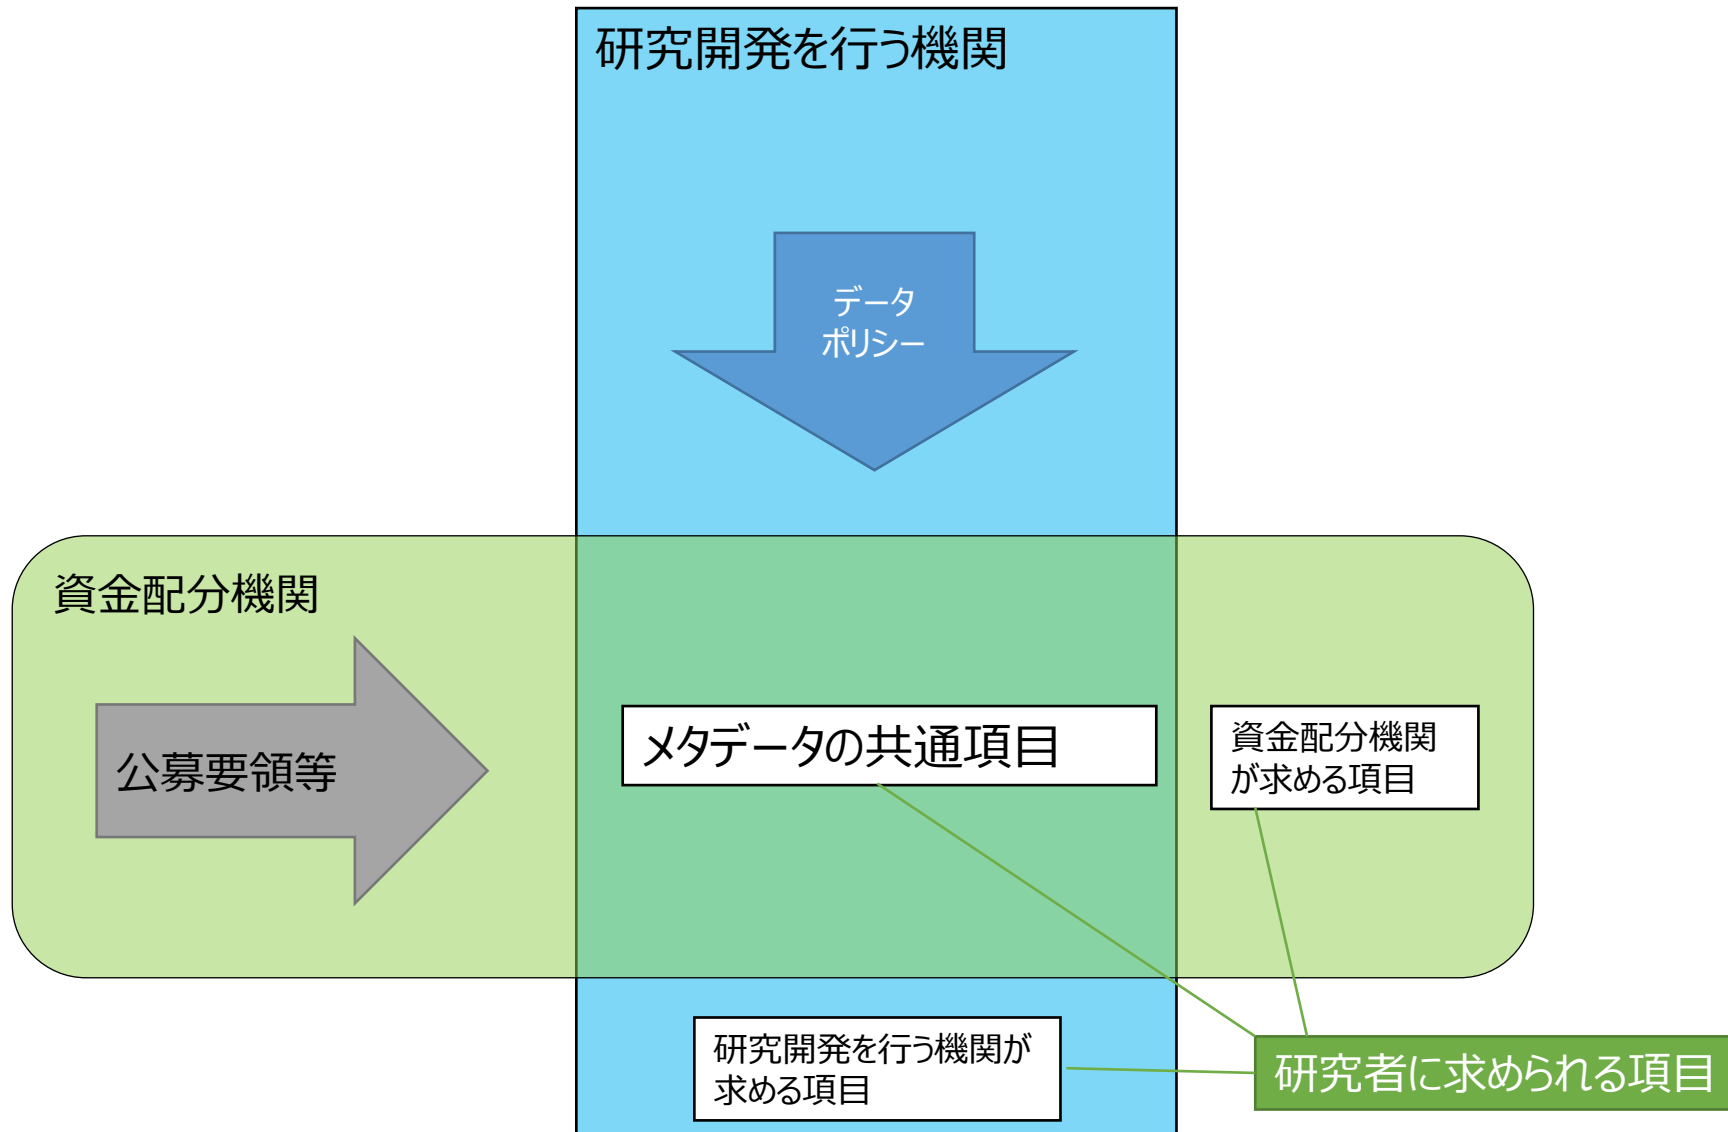 研究開発を行う機関
データ
ポリシー
資金配分機関
公募要領等
メタデータの共通項目
資金配分機関
が求める項目
研究開発を行う機関が
求める項目
研究者に求められる項目